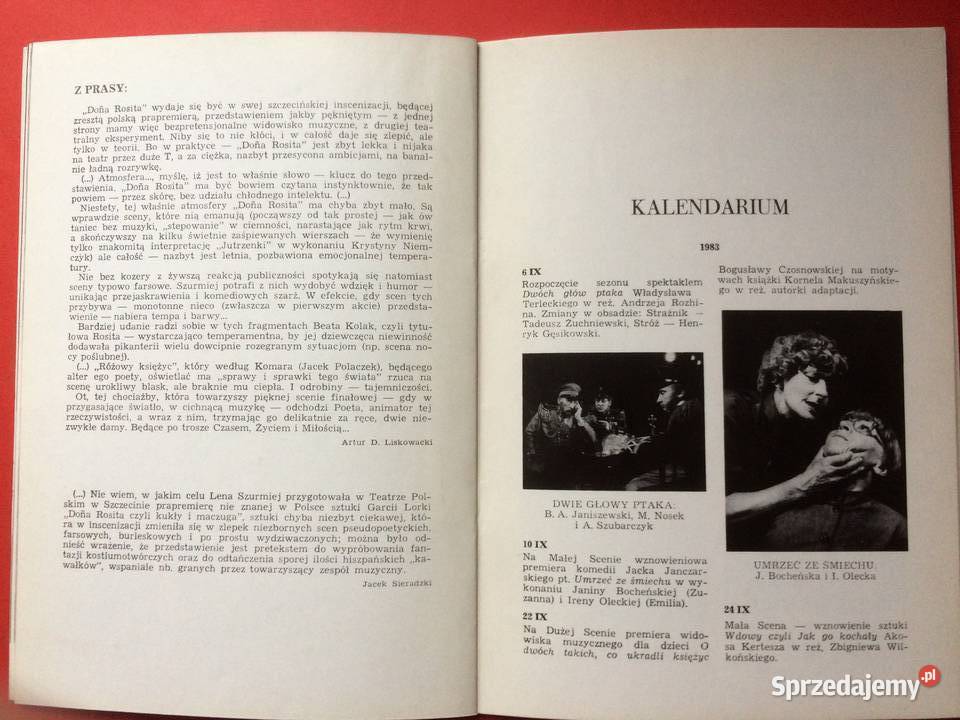 Z PRASY:
„Doña Rosita” wydaje się być w swej szczecińskiej inscenizacji, będącej
zresztą polską prapremierą, przedstawieniem jakby pękniętym — z jednej
strony mamy więc bezpretensjonalne widowisko muzyczne, z drugiej tea-
tralny eksperyment. Niby się to nie kłóci, i w całość daje się zlepić, ale
tylko w teorii. Bo w praktyce — „Doña Rosita” jest zbyt lekka i nijaka
na teatr przez duże T, a za ciężka, nazbyt przesycona ambicjami, na banal-
nie ładną rozrywkę.
(...) Atmosfera..., myślę, iż jest to właśnie słowo — klucz do tego przed-
stawienia. „Doña Rosita” ma być bowiem czytana instynktownie, że tak
powiem — przez skórę, bez udziału chłodnego intelektu. (...)
Niestety, tej właśnie atmosfery „Doña Rosita” ma chyba zbyt mało. Są
wprawdzie sceny, które nią emanują (począwszy od tak prostej — jak ów
taniec bez muzyki, „stepowanie” w ciemności, narastające jak rytm krwi,
a skończywszy na kilku świetnie zaśpiewanych wierszach — że wymienię
tylko znakomitą interpretację „Jutrzenki” w wykonaniu Krystyny Niem-
czyk) ale całość — nazbyt jest letnia, pozbawiona emocjonalnej tempera-
tury.
Nie bez kozery z żywszą reakcją publiczności spotykają się natomiast
sceny typowo farsowe. Szurmiej potrafi z nich wydobyć wdzięk i humor —
unikając przejaskrawienia i komediowych szarż. W efekcie, gdy scen tych
przybywa — monotonne nieco (zwłaszcza w pierwszym akcie) przedsta-
wienie — nabiera tempa i barwy...
Bardziej udanie radzi sobie w tych fragmentach Beata Kolak, czyli tytu-
łowa Rosita — wystarczająco temperamentna, by jej dziewczęca niewinność
dodawała pikanterii wielu dowcipnie rozegranym sytuacjom (np. scena no-
cy poślubnej).
(...) „Różowy księżyc”, który według Komara (Jacek Polaczek), będącego
alter ego poety, oświetlać ma „sprawy i sprawki tego świata” rzuca na
scenę urokliwy blask, ale braknie mu ciepła. I odrobiny — tajemniczości.
Ot, tej chociażby, która towarzyszy pięknej scenie finałowej — gdy w
przygasające światło, w cichnącą muzykę — odchodzi Poeta, animator tej
rzeczywistości, a wraz z nim, trzymając go delikatnie za ręce, dwie nie-
zwykłe damy. Będące po trosze Czasem, Życiem i Miłością...
Artur D. Liskowacki
(...) Nie wiem, w jakim celu Lena Szurmiej przygotowała w Teatrze Pol-
skim w Szczecinie prapremierę nie znanej w Polsce sztuki Garcii Lorki
„Doña Rosita czyli kukły i maczuga”, sztuki chyba niezbyt ciekawej, któ-
ra w inscenizacji zmieniła się w zlepek niezbornych scen pseudopoetyckich,
farsowych, burleskowych i po prostu wydziwaczonych; można było od-
nieść wrażenie, że przedstawienie jest pretekstem do wypróbowania fan-
tazji kostiumotwórczych oraz do odtańczenia sporej ilości hiszpańskich „ka-
wałków”, wspaniale nb. granych przez towarzyszący zespół muzyczny.
Jacek Sieradzki
KALENDARIUM
1983
6 IX
Rozpoczęcie sezonu spektaklem
Dwóch głów ptaka Władysława
Terleckiego w reż. Andrzeja Rozhi-
na. Zmiany w obsadzie: Strażnik —
Tadeusz Zuchniewski, Stróż — Hen-
ryk Gęsikowski.
DWIE GŁOWY PTAKA:
B. A. Janiszewski, M. Nosek
i A. Szubarczyk
10 IX
Na Małej Scenie wznowieniowa
premiera komedii Jacka Janczar-
skiego pt. Umrzeć ze śmiechu w wy-
konaniu Janiny Bocheńskiej (Zu-
zanna) i Ireny Oleckiej (Emilia).
22 IX
Na Dużej Scenie premiera wido-
wiska muzycznego dla dzieci O
dwóch takich, co ukradli księżyc
Bogusławy Czosnowskiej na moty-
wach książki Kornela Makuszyńskie-
go w reż. autorki adaptacji.
UMRZEĆ ZE ŚMIECHU:
J. Bocheńska i I. Olecka
24 IX
Mała Scena — wznowienie sztuki
Wdowy czyli Jak go kochały Ako-
sa Kertesza w reż. Zbigniewa Wil-
końskiego.
Sprzedajemy.pl